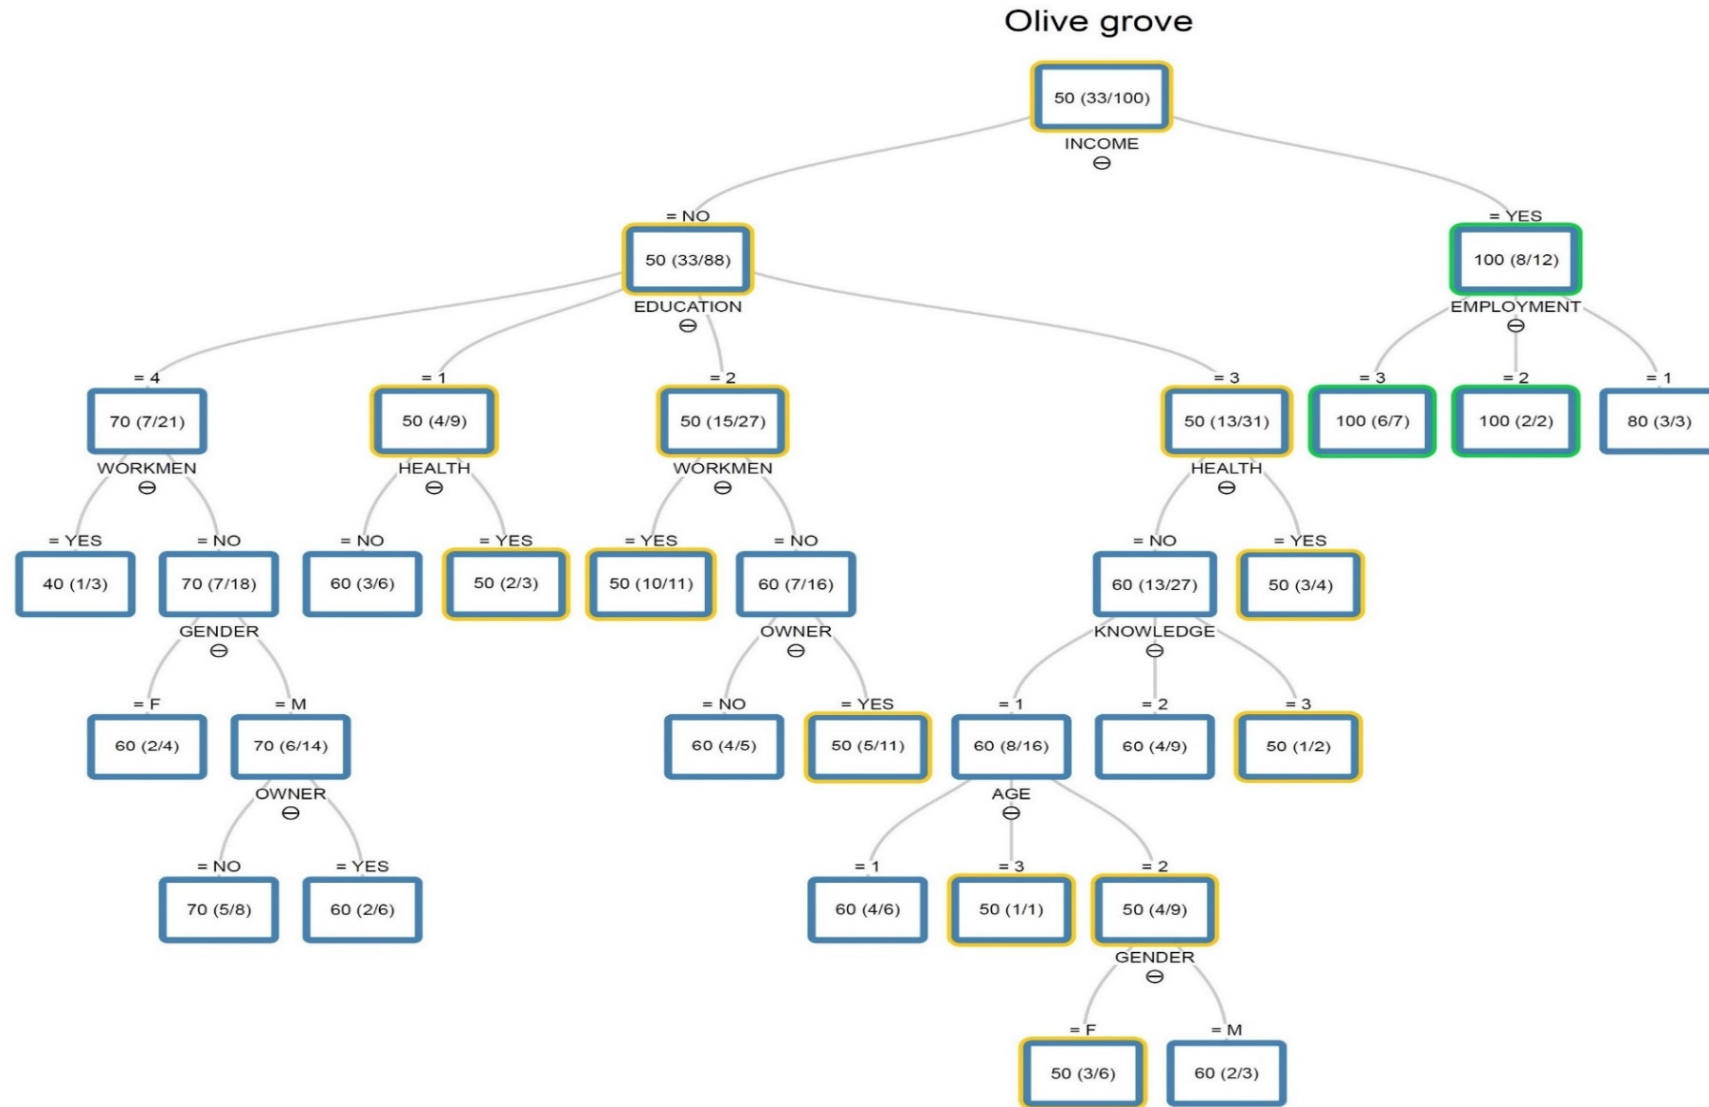 Olive grove
50 (33/100)
INCOME
= NO
= YES
50 (33/88)
100 (8/12)
EDUCATION
EMPLOYMENT
= 4
= 1
= 2
= 3
= 3
= 2
= 1
70 (7/21)
50 (4/9)
50 (15/27)
50 (13/31)
100 (6/7)
100 (2/2)
80 (3/3)
WORKMEN
HEALTH
WORKMEN
HEALTH
= YES
= NO
= NO
= YES
= YES
= NO
= NO
= YES
40 (1/3)
70 (7/18)
60 (3/6)
50 (2/3)
50 (10/11)
60 (7/16)
60 (13/27)
50 (3/4)
GENDER
OWNER
KNOWLEDGE
= F
= M
= NO
= YES
= 1
= 2
= 3
60 (2/4)
70 (6/14)
60 (4/5)
50 (5/11)
60 (8/16)
60 (4/9)
50 (1/2)
OWNER
AGE
= NO
= YES
= 1
= 3
= 2
70 (5/8)
60 (2/6)
60 (4/6)
50 (1/1)
50 (4/9)
GENDER
= F
= M
50 (3/6)
60 (2/3)